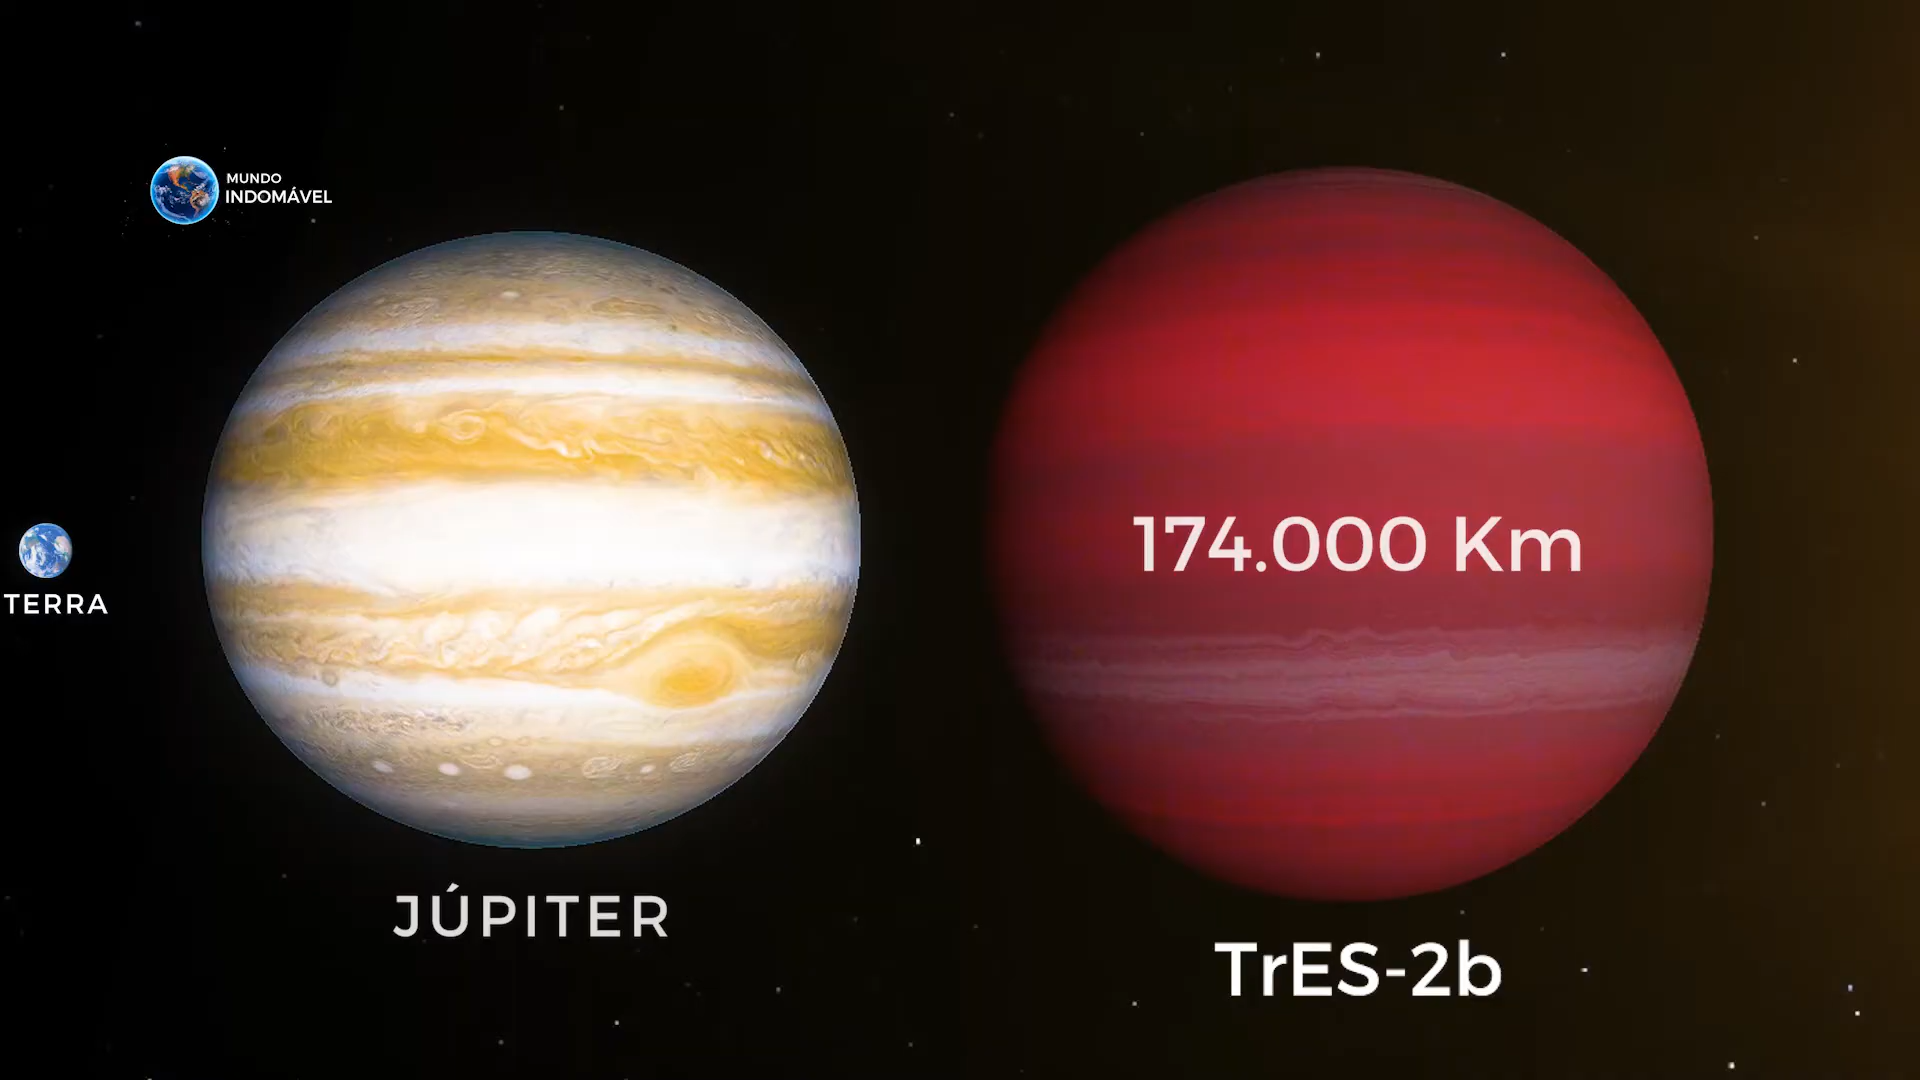 MUNDO
INDOMÁVEL
TERRA
174.000 Km
JÚPITER
TrES-2b